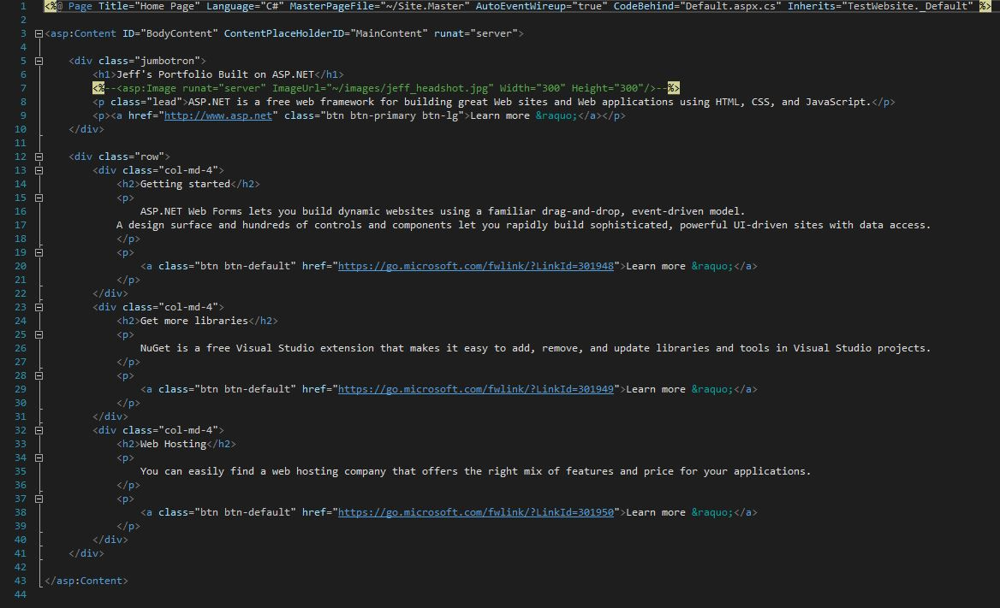 1 <%@ Page Title="Home Page" Language="C#" MasterPageFile="~/Site.Master" AutoEventWireup="true" CodeBehind="Default.aspx.cs" Inherits="TestWebsite._Default" %>
2
3 <asp:Content ID="BodyContent" ContentPlaceHolderID="MainContent" runat="server">
4
5     <div class="jumbotron">
6         <h1>Jeff's Portfolio Built on ASP.NET</h1>
7         <%--<asp:Image runat="server" ImageUrl="~/images/jeff_headshot.jpg" Width="300" Height="300"/>--%>
8         <p class="lead">ASP.NET is a free web framework for building great Web sites and Web applications using HTML, CSS, and JavaScript.</p>
9         <p><a href="http://www.asp.net" class="btn btn-primary btn-lg">Learn more &raquo;</a></p>
10     </div>
11
12     <div class="row">
13         <div class="col-md-4">
14             <h2>Getting started</h2>
15             <p>
16                 ASP.NET Web Forms lets you build dynamic websites using a familiar drag-and-drop, event-driven model.
17             A design surface and hundreds of controls and components let you rapidly build sophisticated, powerful UI-driven sites with data access.
18             </p>
19             <p>
20                 <a class="btn btn-default" href="https://go.microsoft.com/fwlink/?LinkId=301948">Learn more &raquo;</a>
21             </p>
22         </div>
23         <div class="col-md-4">
24             <h2>Get more libraries</h2>
25             <p>
26                 NuGet is a free Visual Studio extension that makes it easy to add, remove, and update libraries and tools in Visual Studio projects.
27             </p>
28             <p>
29                 <a class="btn btn-default" href="https://go.microsoft.com/fwlink/?LinkId=301949">Learn more &raquo;</a>
30             </p>
31         </div>
32         <div class="col-md-4">
33             <h2>Web Hosting</h2>
34             <p>
35                 You can easily find a web hosting company that offers the right mix of features and price for your applications.
36             </p>
37             <p>
38                 <a class="btn btn-default" href="https://go.microsoft.com/fwlink/?LinkId=301950">Learn more &raquo;</a>
39             </p>
40         </div>
41     </div>
42
43 </asp:Content>
44